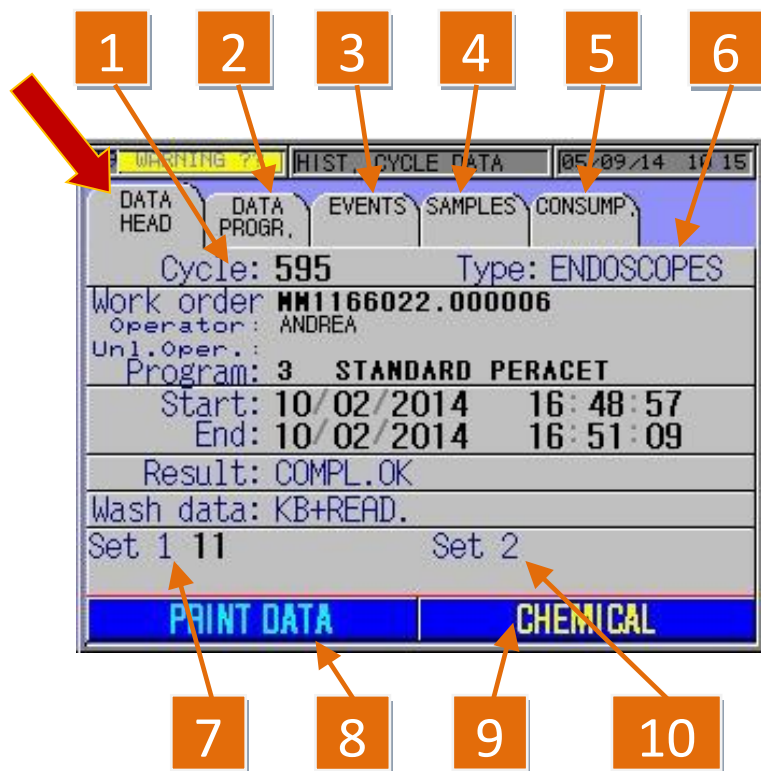 1 2 3 4 5 6
WARNING ?? HIST. CYCLE DATA 05/09/14 10 15
DATA HEAD DATA PROGR. EVENTS SAMPLES CONSUMP.
Cycle: 595 Type: ENDOSCOPES
Work order MM1166022.000006
Operator: ANDREA
Unl.Oper.:
Program: 3 STANDARD PERACET
Start: 10/02/2014 16:48:57
End: 10/02/2014 16:51:09
Result: COMPL.OK
Wash data: KB+READ.
Set 1 11 Set 2
PRINT DATA CHEMICAL
7 8 9 10